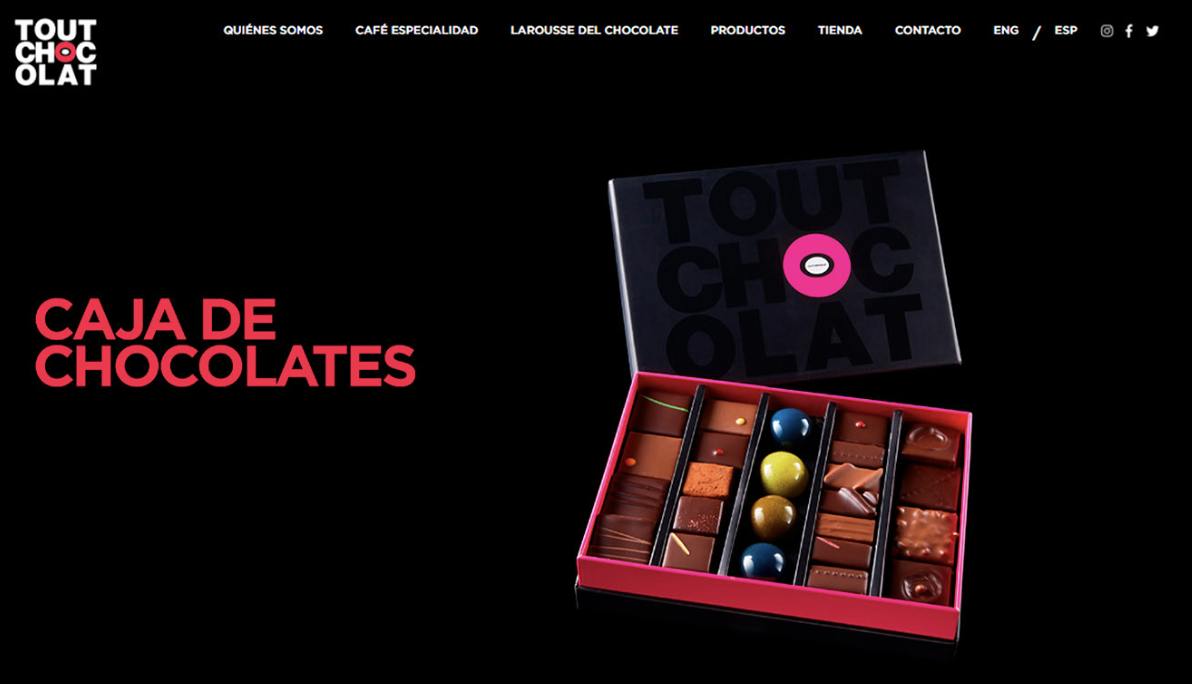 TOUT
CHOC
OLAT
QUIÉNES SOMOS CAFÉ ESPECIALIDAD LAROUSSE DEL CHOCOLATE PRODUCTOS TIENDA CONTACTO ENG / ESP
TOUT
CHOC
OLAT
CAJA DE
CHOCOLATES